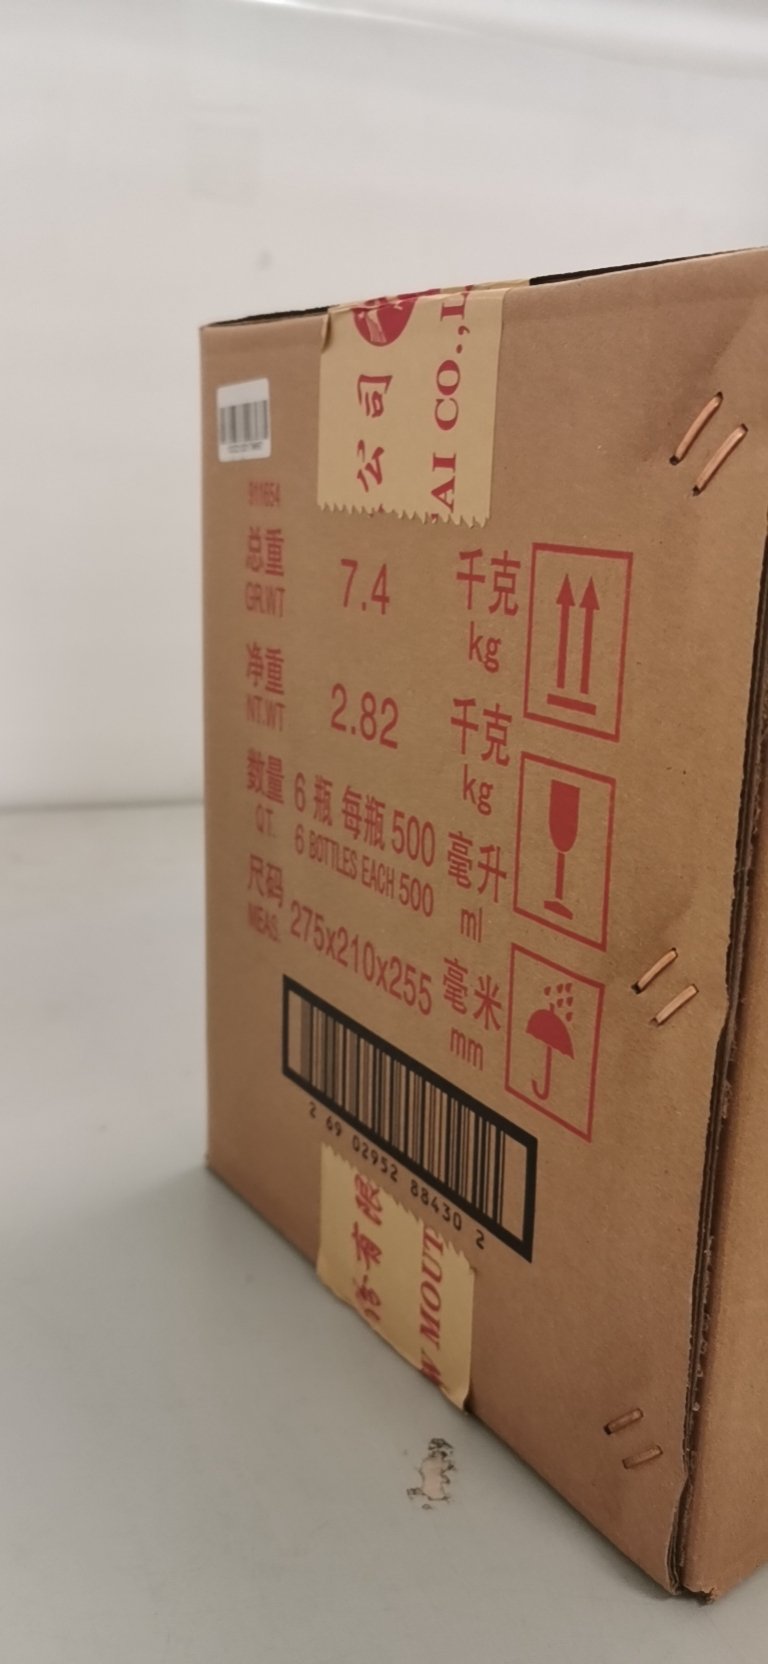 公司
AI CO.,L
911654
总重 7.4 千克
GR.WT kg
净重 2.82 千克
NT.WT kg
数量 6 瓶 每瓶 500 毫升
QT. 6 BOTTLES EACH 500 ml
尺码 275x210x255 毫米
MEAS. mm
2 69 02952 88430 2
有限
W MOUT